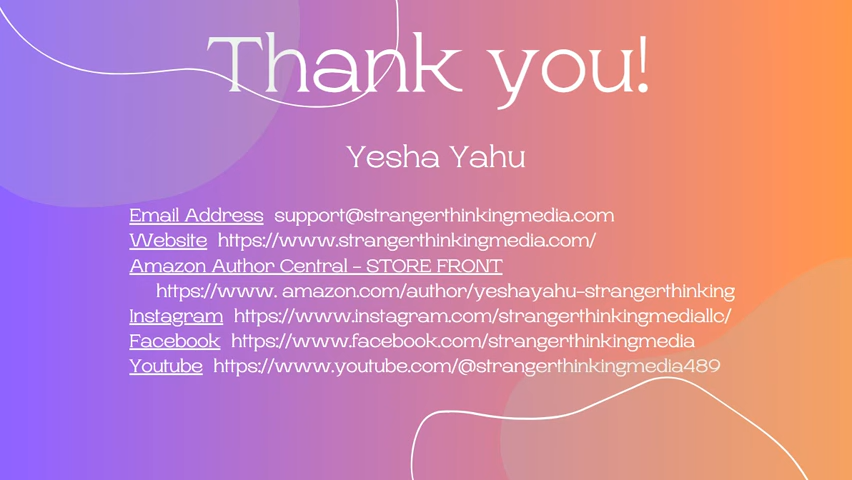 Thank you!
Yesha Yahu
Email Address support@strangerthinkingmedia.com
Website https://www.strangerthinkingmedia.com/
Amazon Author Central - STORE FRONT
https://www. amazon.com/author/yeshayahu-strangerthinking
Instagram https://www.instagram.com/strangerthinkingmediallc/
Facebook https://www.facebook.com/strangerthinkingmedia
Youtube https://www.youtube.com/@strangerthinkingmedia489